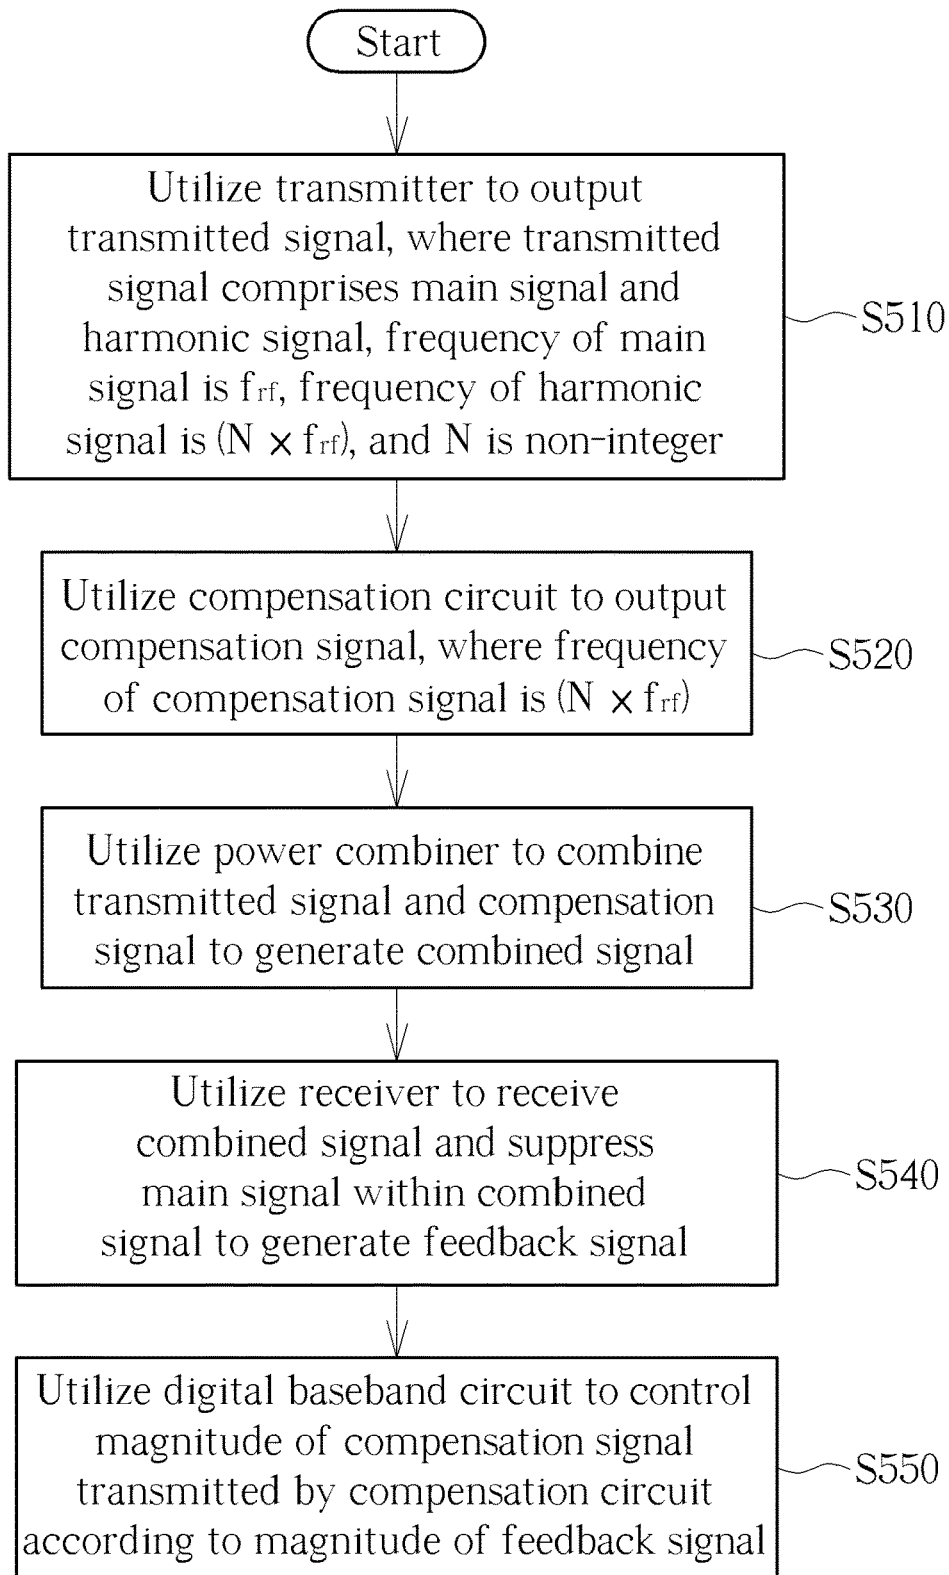 Start
Utilize transmitter to output
transmitted signal, where transmitted
signal comprises main signal and
harmonic signal, frequency of main
signal is frf, frequency of harmonic
signal is (N × frf), and N is non-integer
S510
Utilize compensation circuit to output
compensation signal, where frequency
of compensation signal is (N × frf)
S520
Utilize power combiner to combine
transmitted signal and compensation
signal to generate combined signal
S530
Utilize receiver to receive
combined signal and suppress
main signal within combined
signal to generate feedback signal
S540
Utilize digital baseband circuit to control
magnitude of compensation signal
transmitted by compensation circuit
according to magnitude of feedback signal
S550